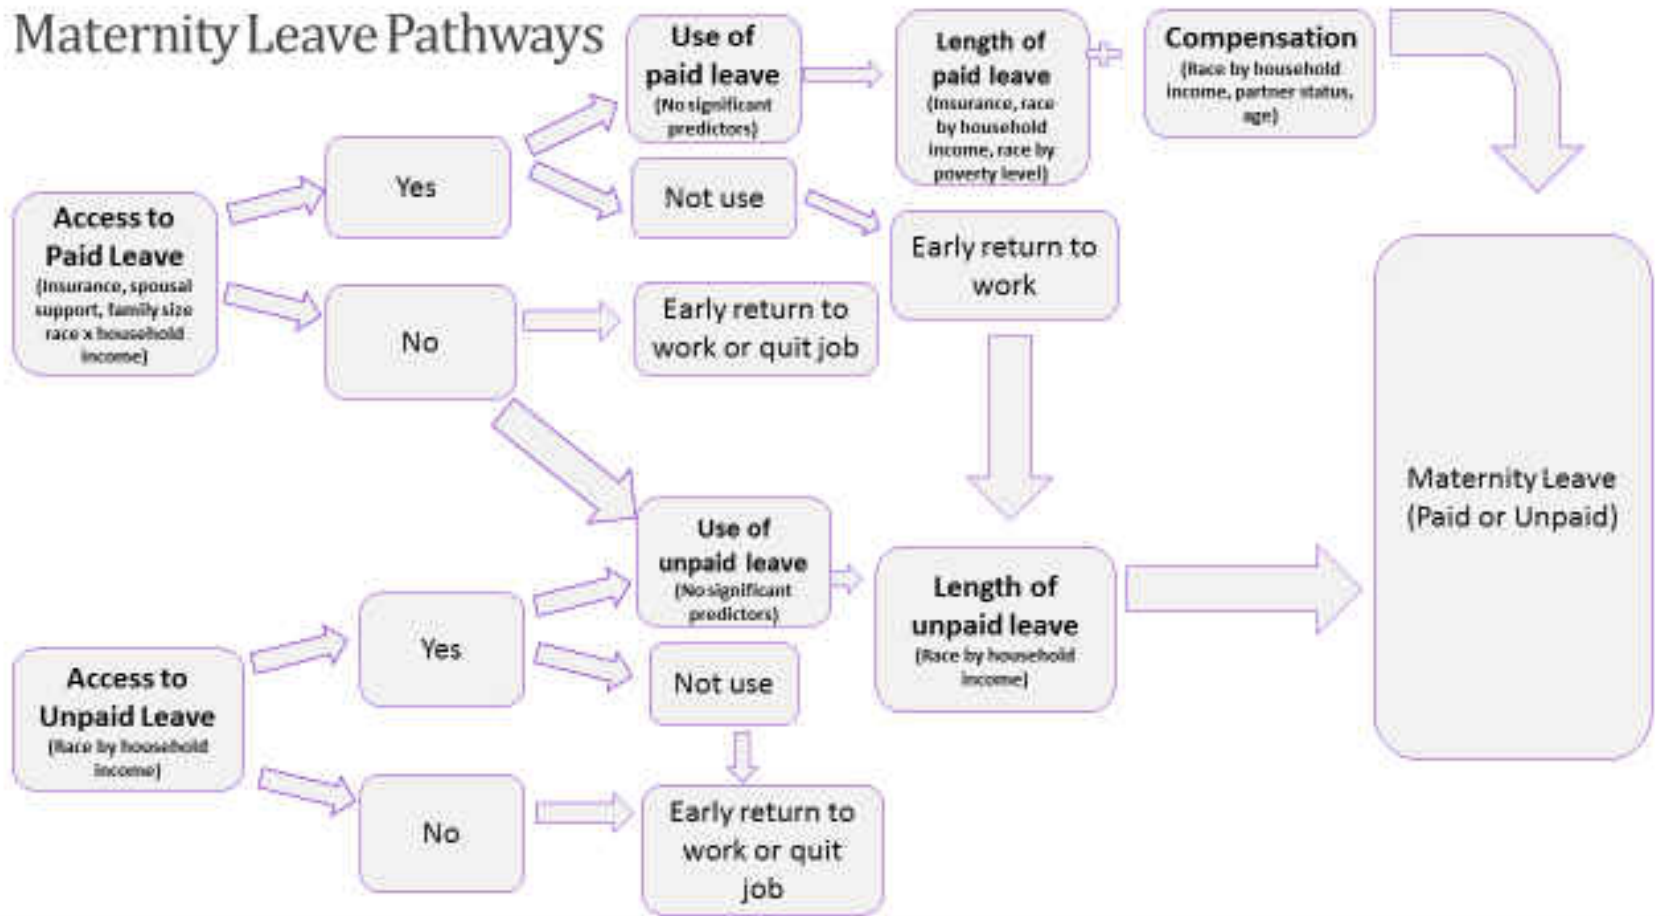 Maternity Leave Pathways
Access to
Paid Leave
(Insurance, spousal
support, family size
race x household
income)
Yes
No
Use of
paid leave
(No significant
predictors)
Not use
Early return to
work or quit job
Length of
paid leave
(Insurance, race
by household
income, race by
poverty level)
Compensation
(Race by household
income, partner status,
age)
Early return to
work
Access to
Unpaid Leave
(Race by household
income)
Yes
No
Use of
unpaid leave
(No significant
predictors)
Not use
Early return to
work or quit
job
Length of
unpaid leave
(Race by household
income)
Maternity Leave
(Paid or Unpaid)